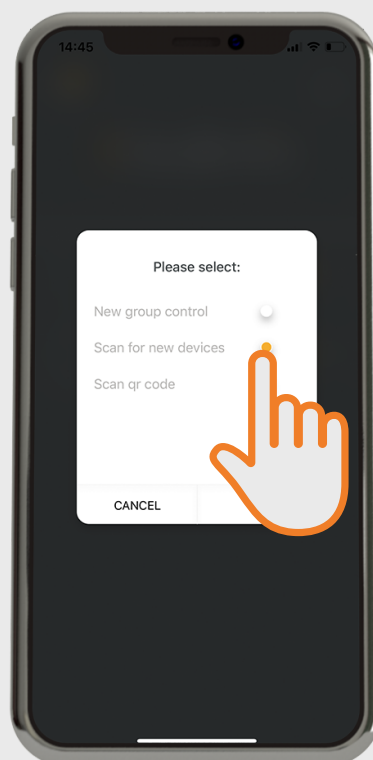 14:45
Please select:
New group control
Scan for new devices
Scan qr code
CANCEL